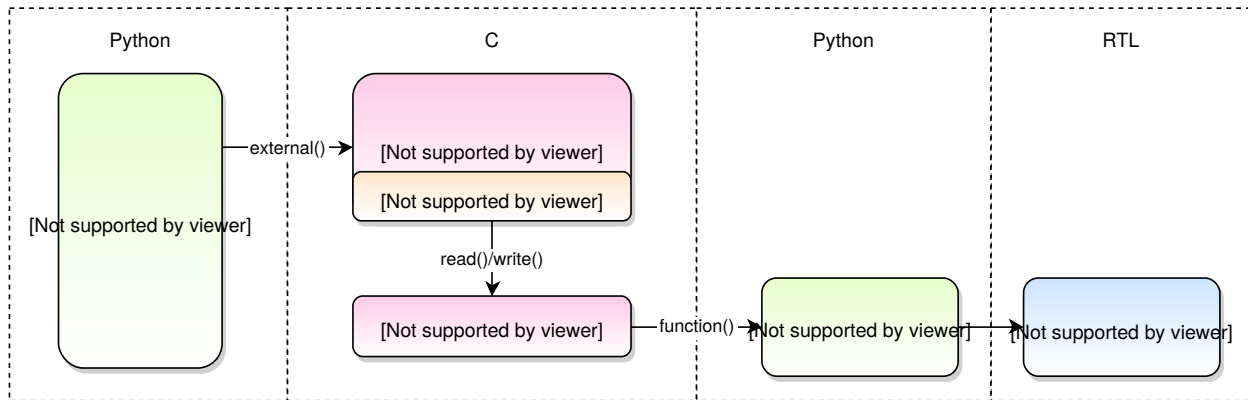 Python
C
Python
RTL
[Not supported by viewer]
external()
[Not supported by viewer]
[Not supported by viewer]
read()/write()
[Not supported by viewer]
function()
[Not supported by viewer]
[Not supported by viewer]